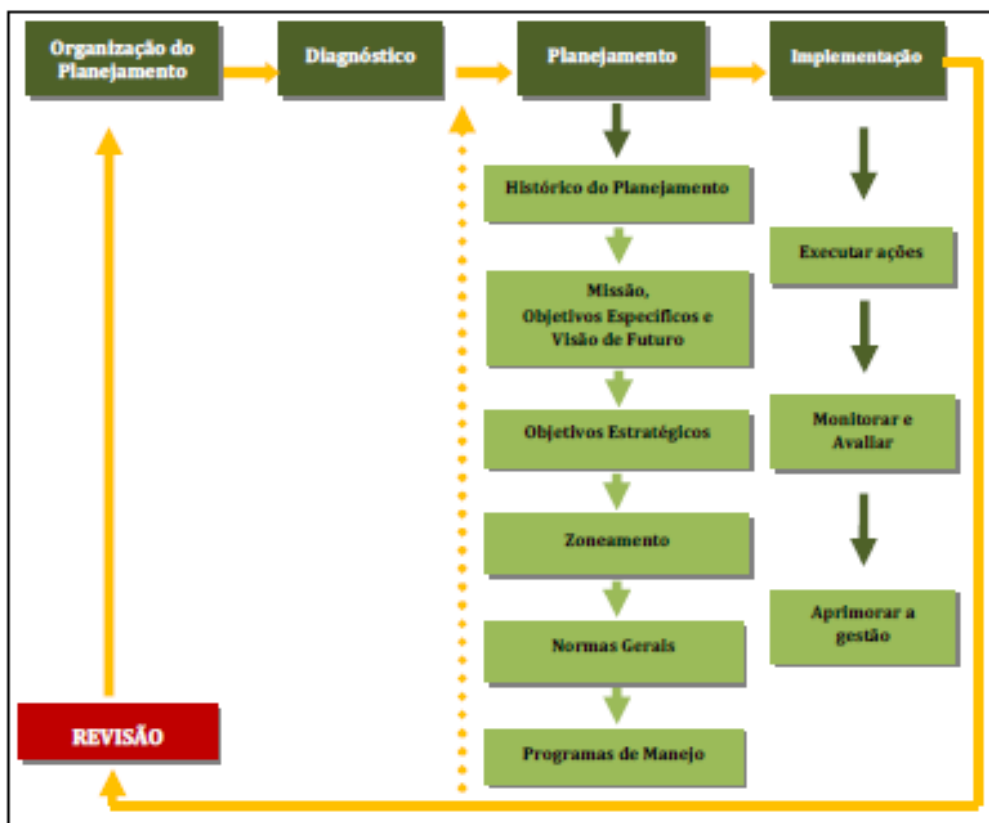 Organização do
Planejamento
Diagnóstico
Planejamento
Implementação
Histórico do Planejamento
Missão,
Objetivos Específicos e
Visão de Futuro
Objetivos Estratégicos
Zoneamento
Normas Gerais
Programas de Manejo
Executar ações
Monitorar e
Avaliar
Aprimorar a
gestão
REVISÃO